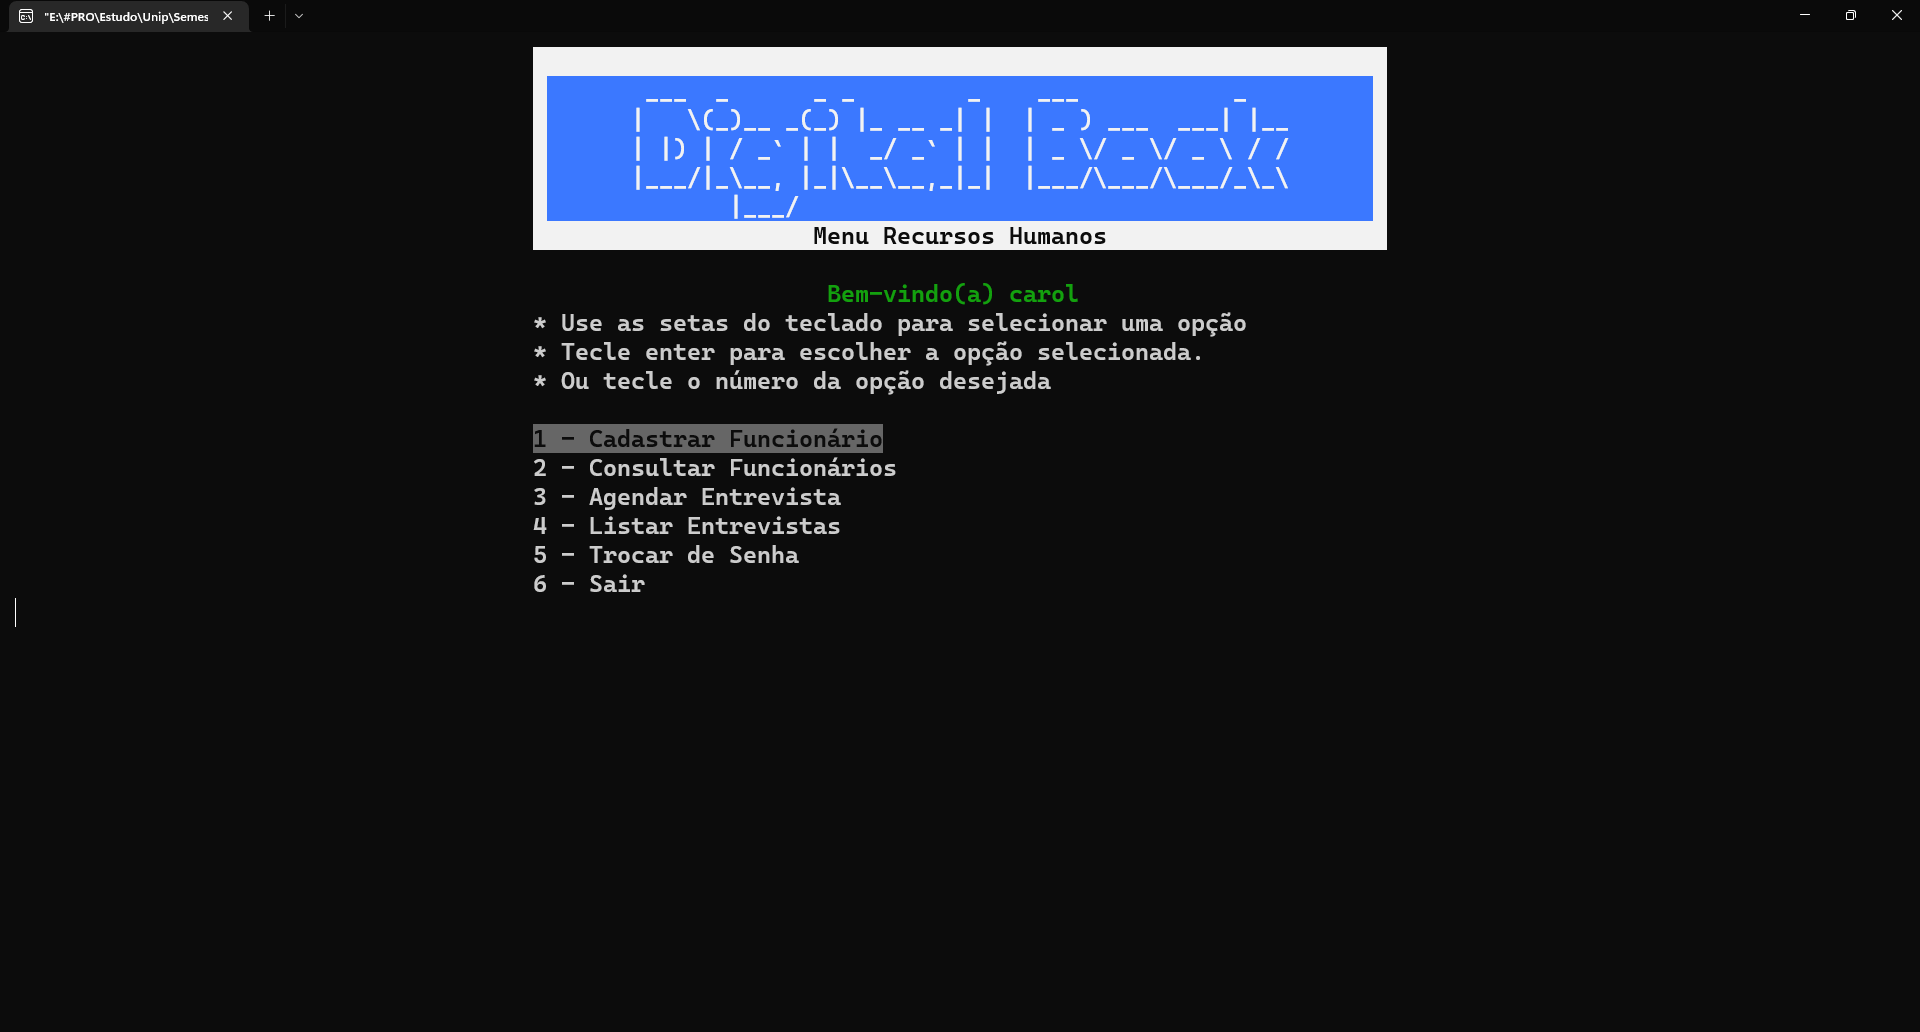 "E:\#PRO\Estudo\Unip\Semes
Digital Book
Menu Recursos Humanos
Bem-vindo(a) carol
* Use as setas do teclado para selecionar uma opção
* Tecle enter para escolher a opção selecionada.
* Ou tecle o número da opção desejada
1 - Cadastrar Funcionário
2 - Consultar Funcionários
3 - Agendar Entrevista
4 - Listar Entrevistas
5 - Trocar de Senha
6 - Sair